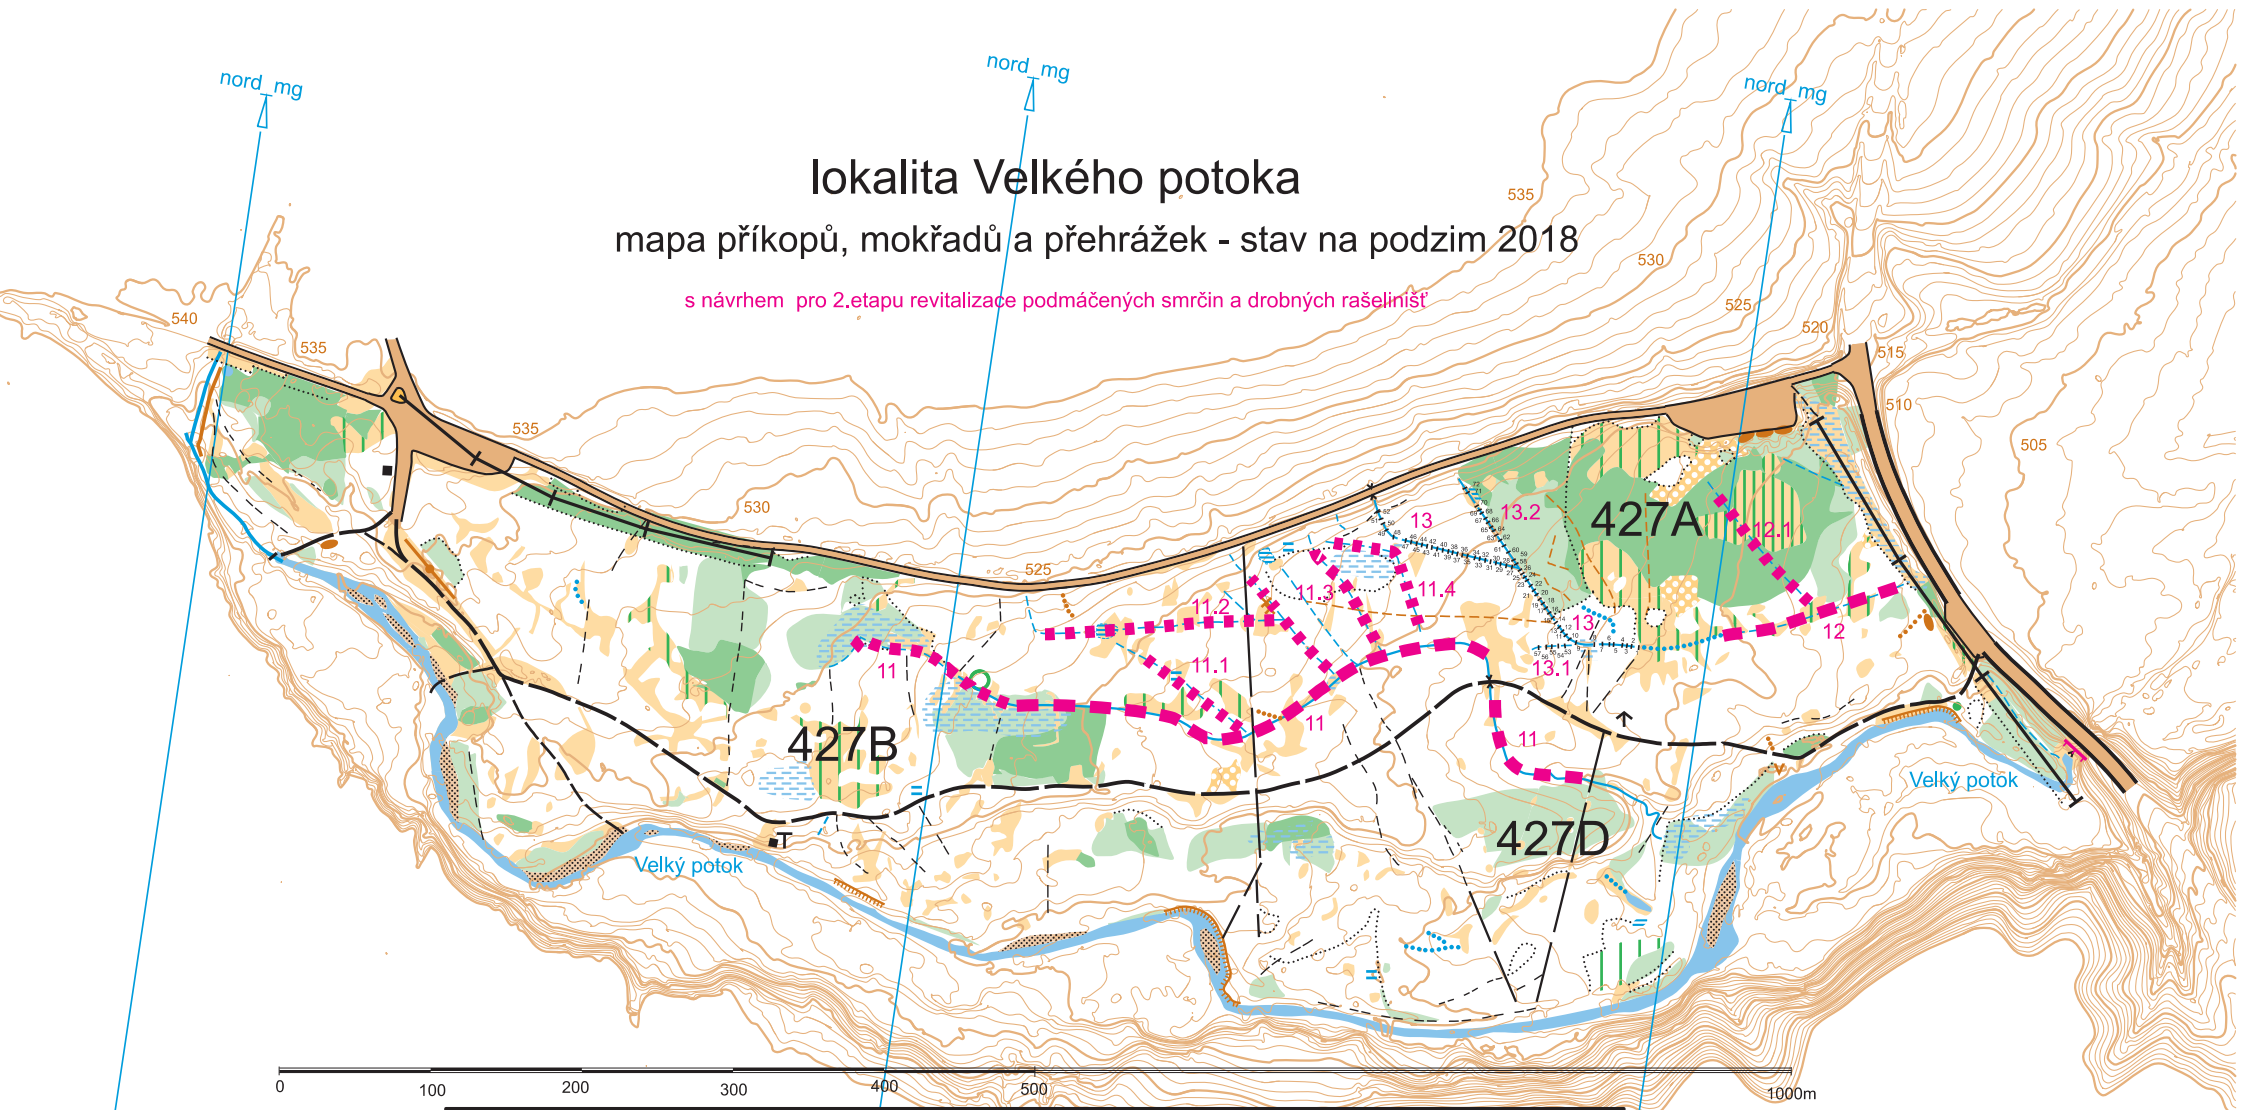 nord_mg
nord_mg
nord_mg
lokalita Velkého potoka
mapa příkopů, mokřadů a přehrážek - stav na podzim 2018
s návrhem pro 2.etapu revitalizace podmáčených smrčin a drobných rašelinišť
535
530
525
520
515
510
505
540
535
535
530
525
13
13.2
427A
12.1
11.3
11.4
11.2
13
12
11
11.1
13.1
11
11
427B
427D
T
Velký potok
Velký potok
0
100
200
300
400
500
1000m